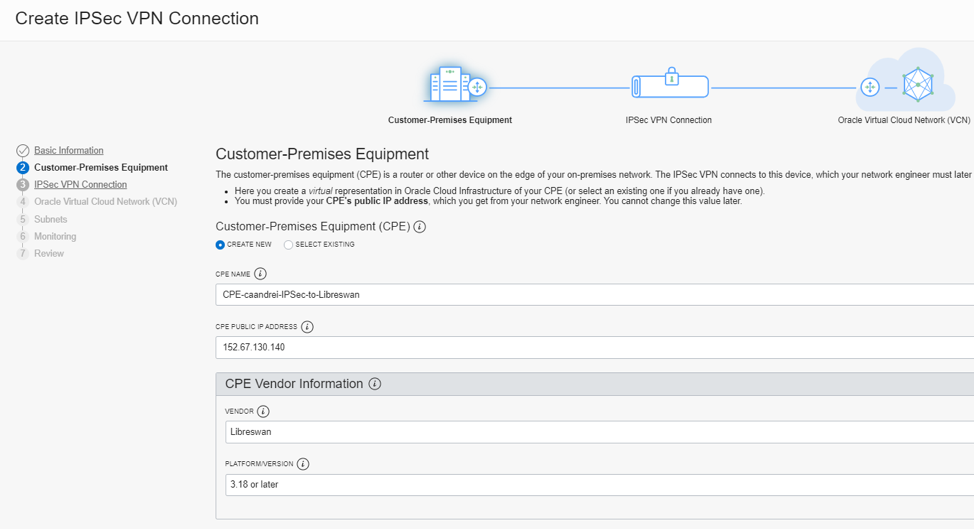 Create IPSec VPN Connection
Customer-Premises Equipment
IPSec VPN Connection
Oracle Virtual Cloud Network (VCN)
Basic Information
2 Customer-Premises Equipment
3 IPSec VPN Connection
4 Oracle Virtual Cloud Network (VCN)
5 Subnets
6 Monitoring
7 Review
Customer-Premises Equipment
The customer-premises equipment (CPE) is a router or other device on the edge of your on-premises network. The IPSec VPN connects to this device, which your network engineer must later
• Here you create a virtual representation in Oracle Cloud Infrastructure of your CPE (or select an existing one if you already have one).
• You must provide your CPE's public IP address, which you get from your network engineer. You cannot change this value later.
Customer-Premises Equipment (CPE) i
CREATE NEW SELECT EXISTING
CPE NAME i
CPE-caandrei-IPSec-to-Libreswan
CPE PUBLIC IP ADDRESS i
152.67.130.140
CPE Vendor Information i
VENDOR i
Libreswan
PLATFORM/VERSION i
3.18 or later